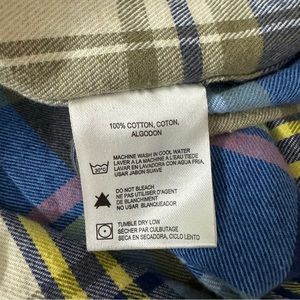 100% COTTON, COTON,
ALGODON
MACHINE WASH IN COOL WATER
LAVER A LA MACHINE A L'EAU TIEDE
LAVAR EN LAVADORA CON AGUA FRIA,
USAR JABON SUAVE
30°C
DO NOT BLEACH
NE PAS UTILISER D'AGENT
DE BLANCHIMENT
NO USAR BLANQUEADOR
TUMBLE DRY LOW
SÉCHER PAR CULBUTAGE
SECA EN SECADORA, CICLO LENTO